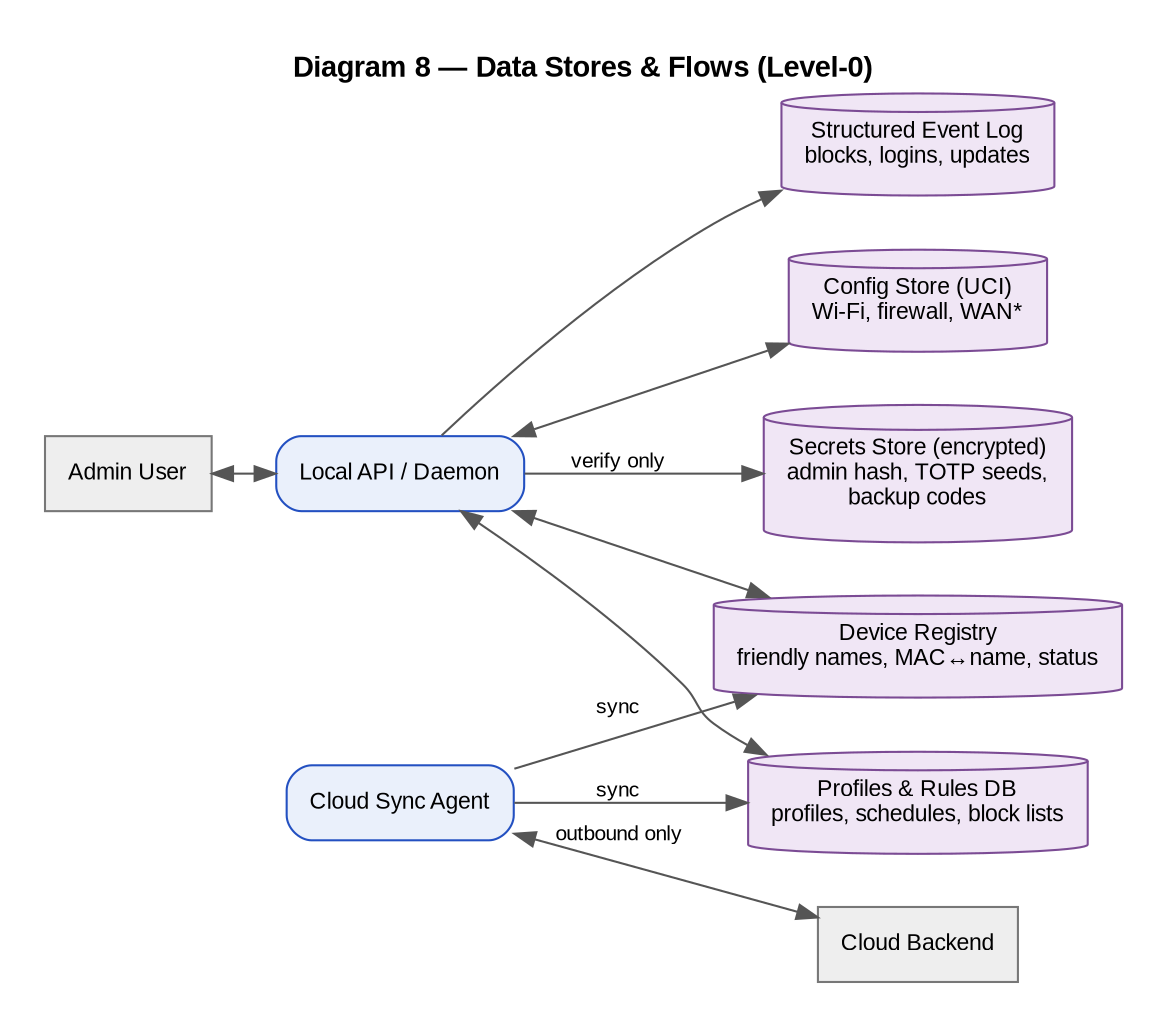 Diagram 8 — Data Stores & Flows (Level-0)
Structured Event Log
blocks, logins, updates
Config Store (UCI)
Wi-Fi, firewall, WAN*
Admin User
Local API / Daemon
verify only
Secrets Store (encrypted)
admin hash, TOTP seeds,
backup codes
Device Registry
friendly names, MAC↔name, status
sync
Cloud Sync Agent
sync
Profiles & Rules DB
profiles, schedules, block lists
outbound only
Cloud Backend